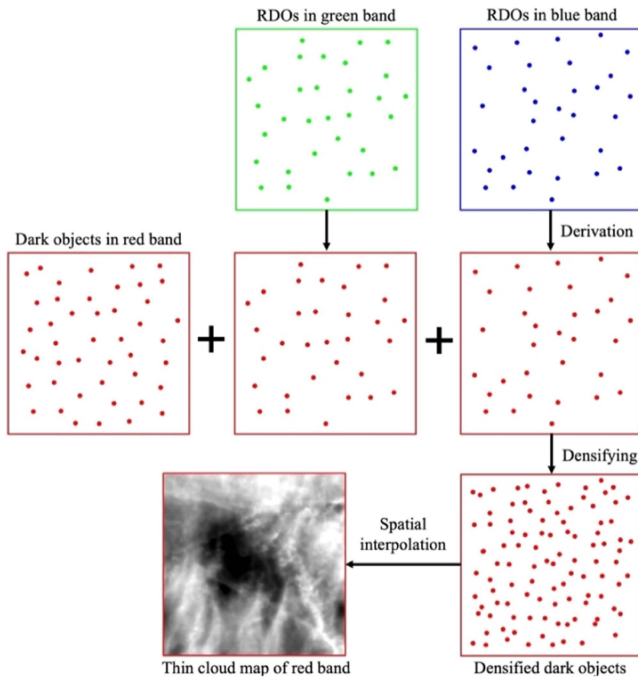 RDOs in green band
RDOs in blue band
Derivation
Dark objects in red band
+
+
Densifying
Spatial
interpolation
Thin cloud map of red band
Densified dark objects